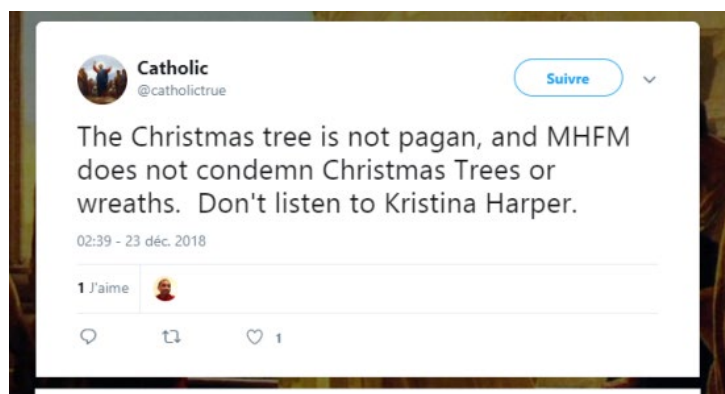 Catholic
@catholictrue
Suivre
The Christmas tree is not pagan, and MHFM
does not condemn Christmas Trees or
wreaths. Don't listen to Kristina Harper.
02:39 - 23 déc. 2018
1 J'aime
1